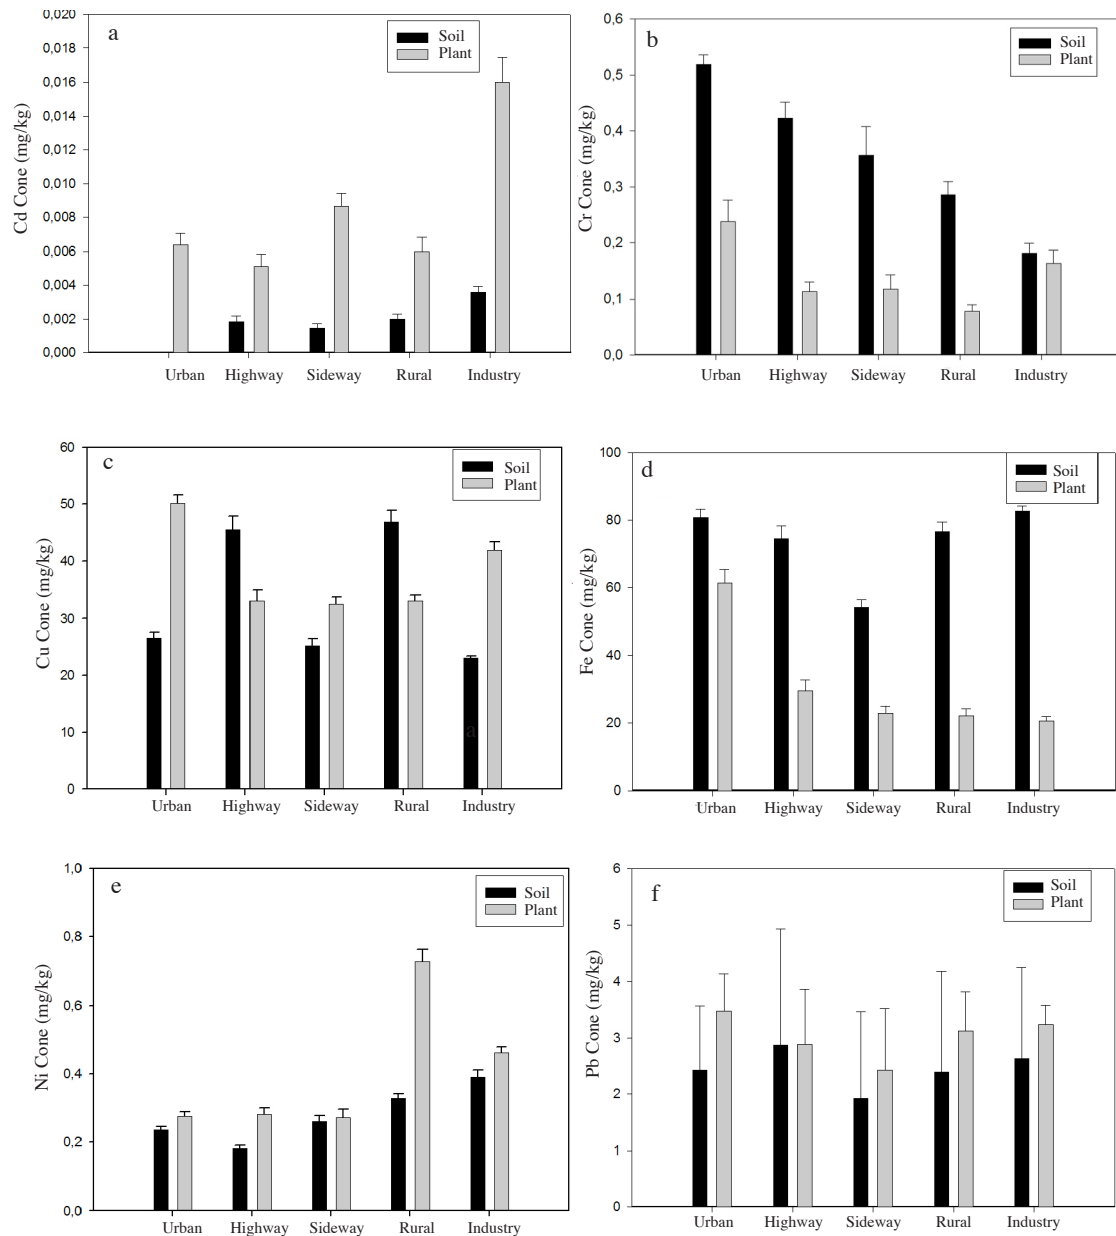 a
Soil
Plant
Cd Cone (mg/kg)
0,020
0,018
0,016
0,014
0,012
0,010
0,008
0,006
0,004
0,002
0,000
Urban Highway Sideway Rural Industry
b
Soil
Plant
Cr Cone (mg/kg)
0,6
0,5
0,4
0,3
0,2
0,1
0,0
Urban Highway Sideway Rural Industry
c
Soil
Plant
Cu Cone (mg/kg)
60
50
40
30
20
10
0
a
Urban Highway Sideway Rural Industry
d
Soil
Plant
Fe Cone (mg/kg)
100
80
60
40
20
0
Urban Highway Sideway Rural Industry
e
Soil
Plant
Ni Cone (mg/kg)
1,0
0,8
0,6
0,4
0,2
0,0
Urban Highway Sideway Rural Industry
f
Soil
Plant
Pb Cone (mg/kg)
6
5
4
3
2
1
0
Urban Highway Sideway Rural Industry